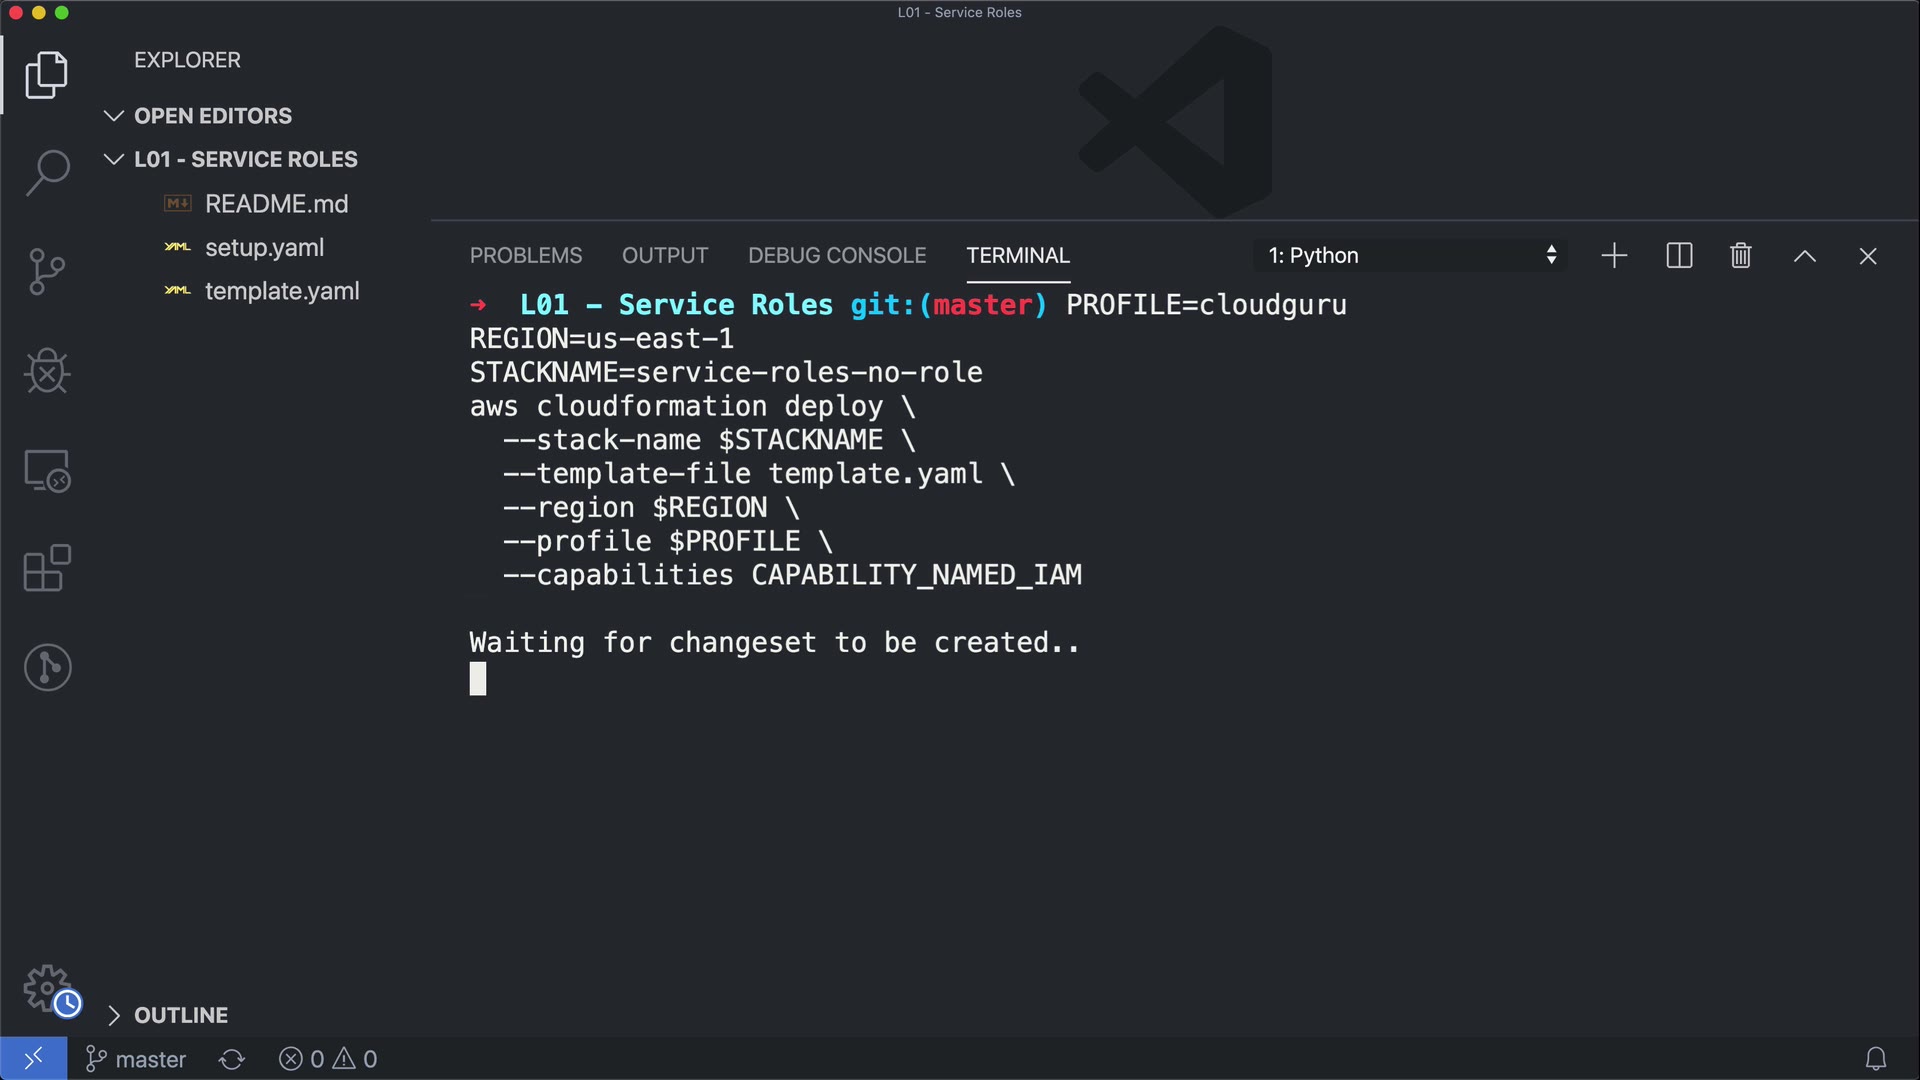 L01 - Service Roles
EXPLORER
OPEN EDITORS
L01 - SERVICE ROLES
README.md
setup.yaml
template.yaml
PROBLEMS OUTPUT DEBUG CONSOLE TERMINAL 1: Python
➜ L01 - Service Roles git:(master) PROFILE=cloudguru
REGION=us-east-1
STACKNAME=service-roles-no-role
aws cloudformation deploy \
--stack-name $STACKNAME \
--template-file template.yaml \
--region $REGION \
--profile $PROFILE \
--capabilities CAPABILITY_NAMED_IAM
Waiting for changeset to be created..
OUTLINE
master 0 0